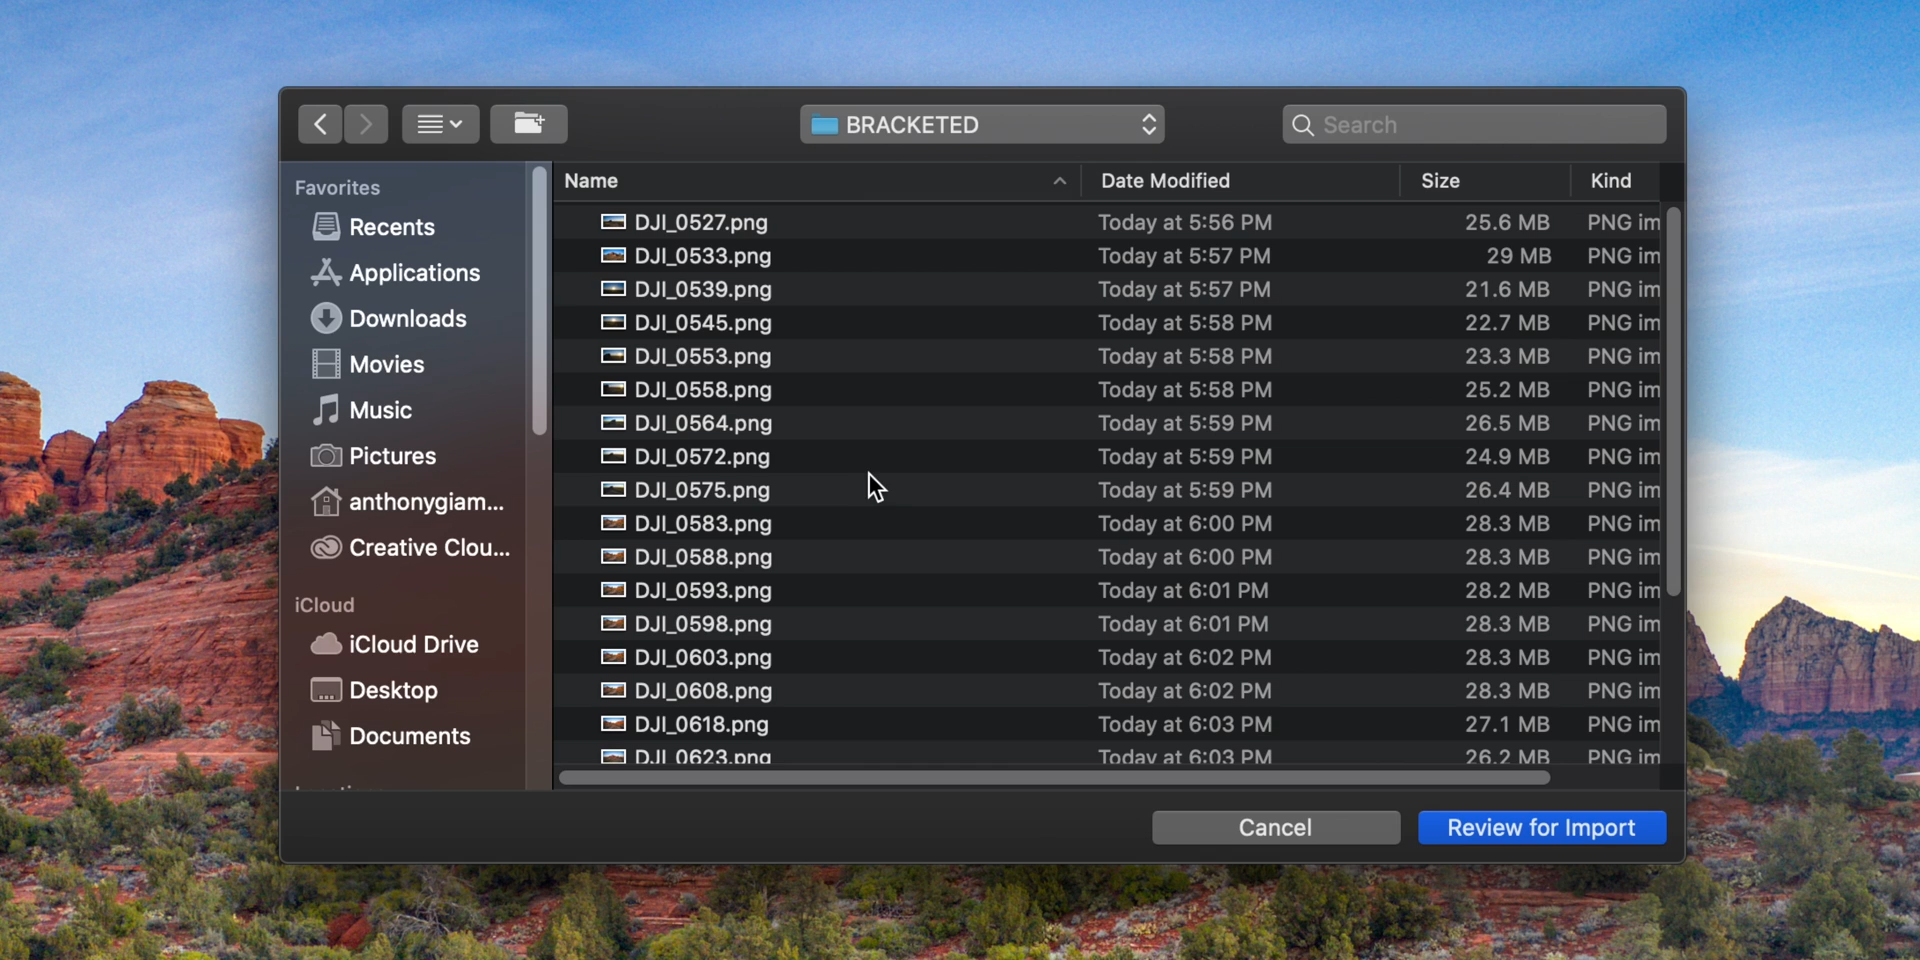 BRACKETED
Search
Favorites
Recents
Applications
Downloads
Movies
Music
Pictures
anthonygiam...
Creative Clou...
iCloud
iCloud Drive
Desktop
Documents
Name Date Modified Size Kind
DJI_0527.png Today at 5:56 PM 25.6 MB PNG im
DJI_0533.png Today at 5:57 PM 29 MB PNG im
DJI_0539.png Today at 5:57 PM 21.6 MB PNG im
DJI_0545.png Today at 5:58 PM 22.7 MB PNG im
DJI_0553.png Today at 5:58 PM 23.3 MB PNG im
DJI_0558.png Today at 5:58 PM 25.2 MB PNG im
DJI_0564.png Today at 5:59 PM 26.5 MB PNG im
DJI_0572.png Today at 5:59 PM 24.9 MB PNG im
DJI_0575.png Today at 5:59 PM 26.4 MB PNG im
DJI_0583.png Today at 6:00 PM 28.3 MB PNG im
DJI_0588.png Today at 6:00 PM 28.3 MB PNG im
DJI_0593.png Today at 6:01 PM 28.2 MB PNG im
DJI_0598.png Today at 6:01 PM 28.3 MB PNG im
DJI_0603.png Today at 6:02 PM 28.3 MB PNG im
DJI_0608.png Today at 6:02 PM 28.3 MB PNG im
DJI_0618.png Today at 6:03 PM 27.1 MB PNG im
DJI_0623.png Today at 6:03 PM 26.2 MB PNG im
Cancel Review for Import